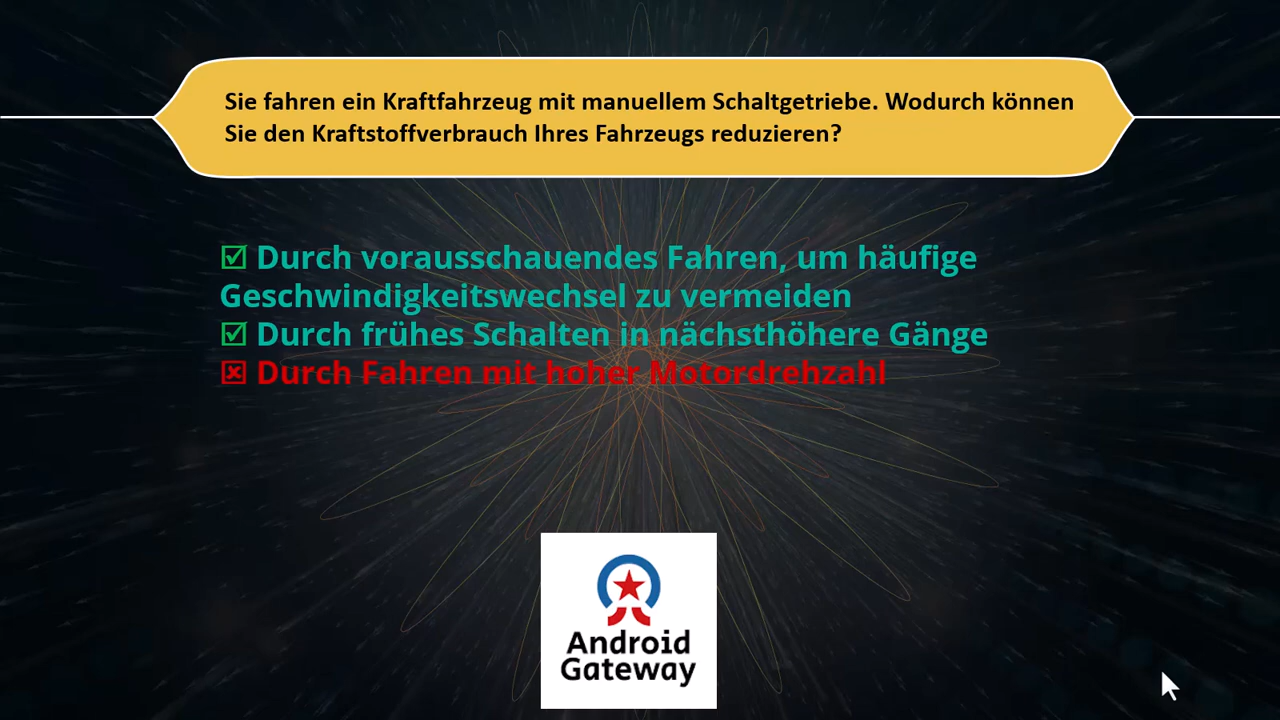 Sie fahren ein Kraftfahrzeug mit manuellem Schaltgetriebe. Wodurch können
Sie den Kraftstoffverbrauch Ihres Fahrzeugs reduzieren?
☑ Durch vorausschauendes Fahren, um häufige
Geschwindigkeitswechsel zu vermeiden
☑ Durch frühes Schalten in nächsthöhere Gänge
☒ Durch Fahren mit hoher Motordrehzahl
Android
Gateway